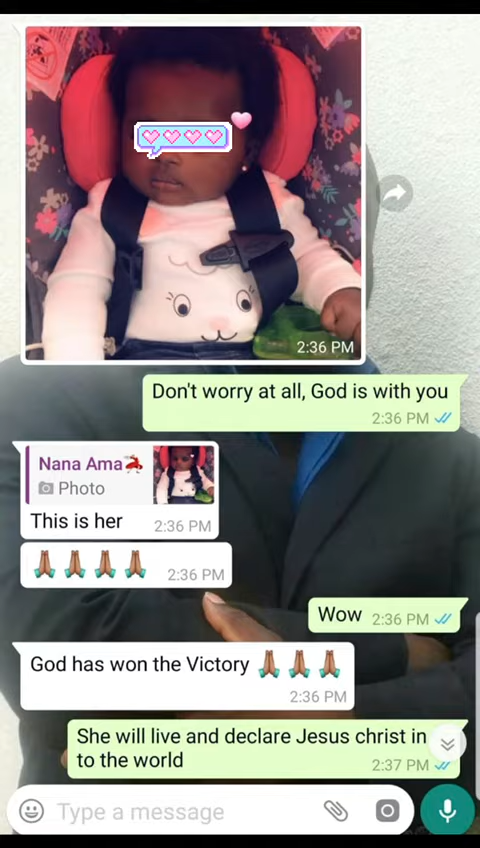 2:36 PM
Don't worry at all, God is with you
2:36 PM
Nana Ama
Photo
This is her
2:36 PM
2:36 PM
Wow
2:36 PM
God has won the Victory
2:36 PM
She will live and declare Jesus christ in
to the world
2:37 PM
Type a message